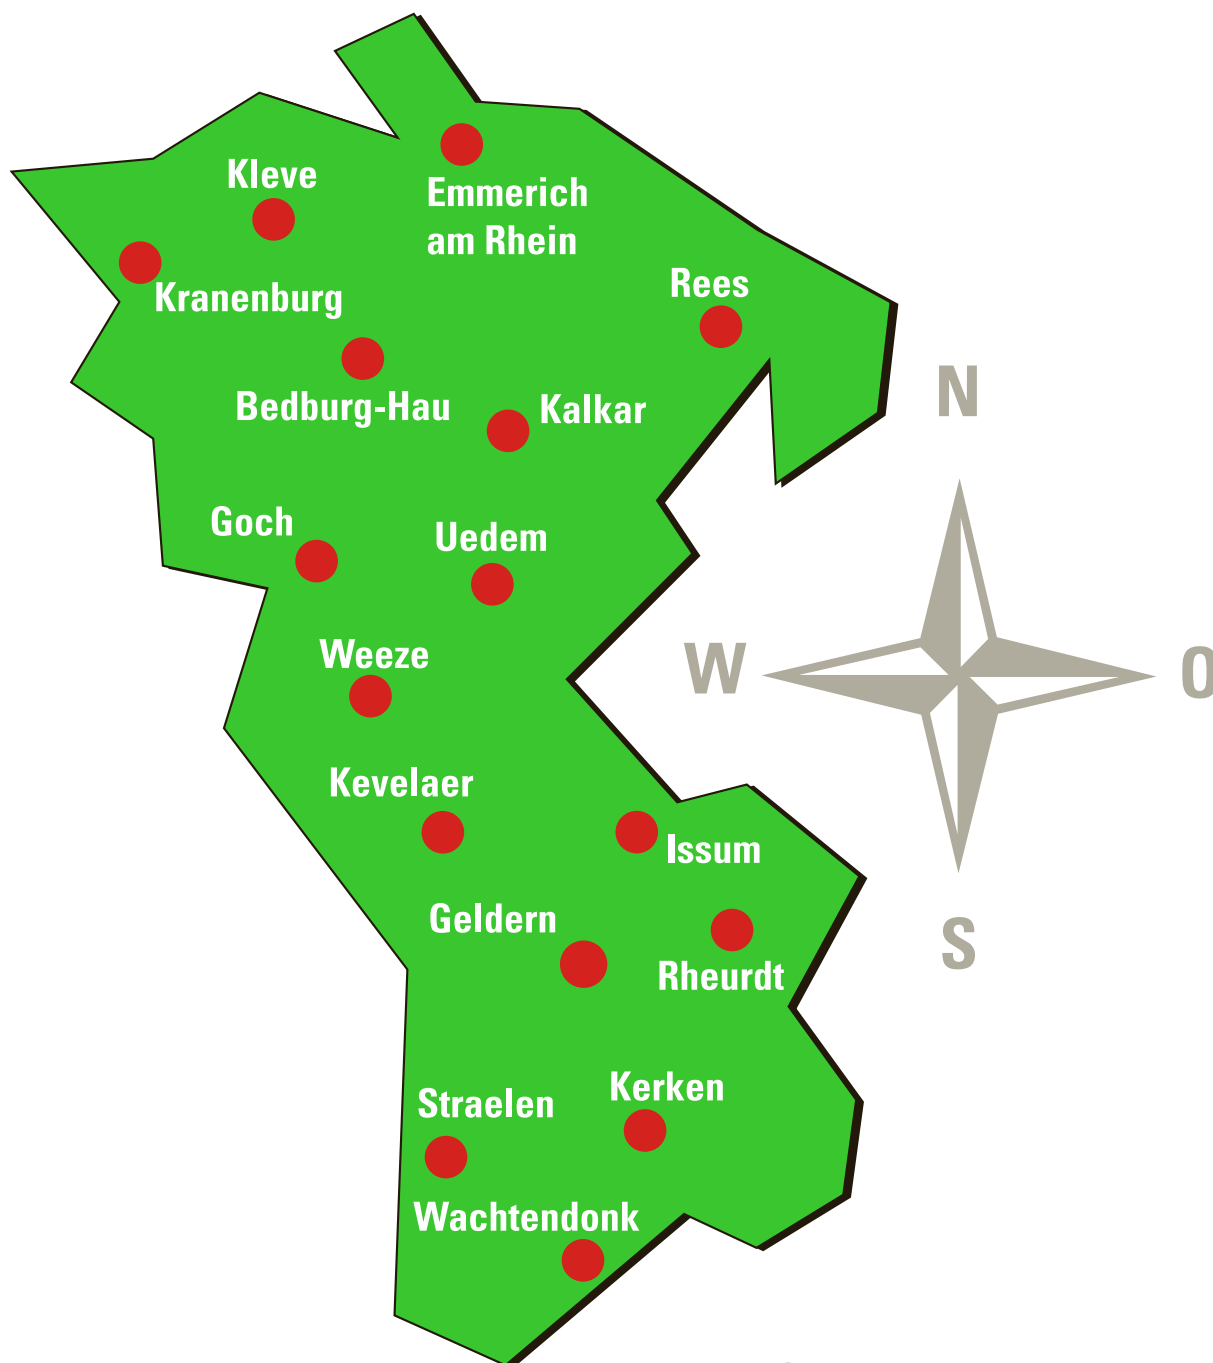 Kleve
Emmerich
am Rhein
Rees
Kranenburg
Bedburg-Hau
Kalkar
N
Goch
Uedem
Weeze
W
O
Kevelaer
Issum
Geldern
S
Rheurdt
Kerken
Straelen
Wachtendonk